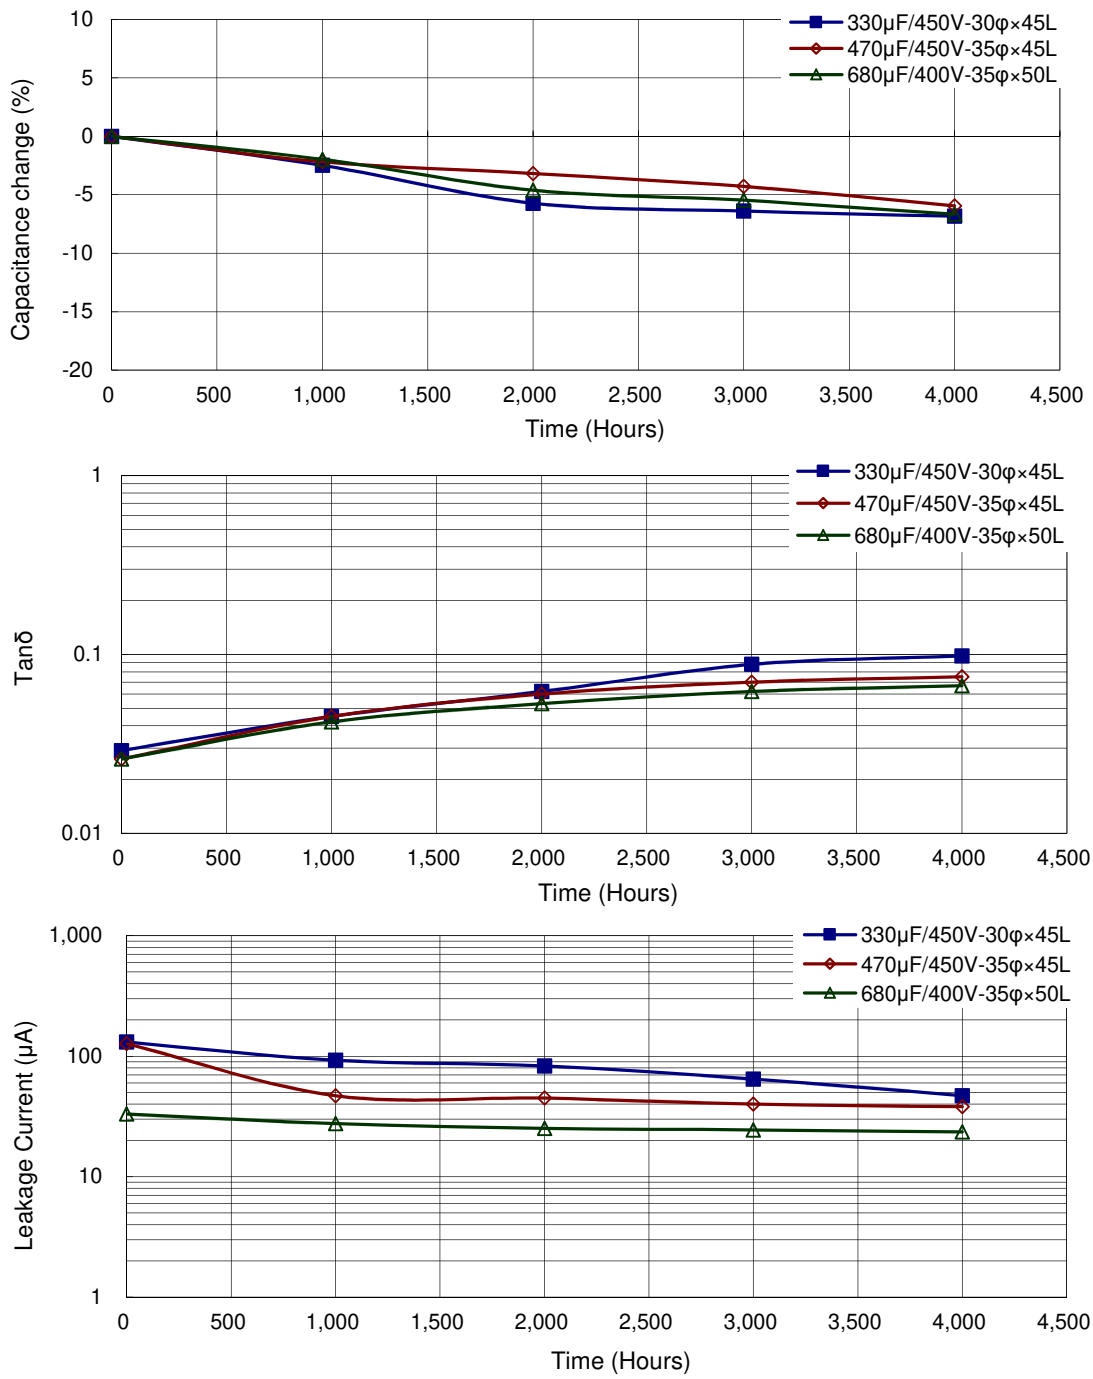 10
5
0
-5
-10
-15
-20
Capacitance change (%)
330µF/450V-30φ×45L
470µF/450V-35φ×45L
680µF/400V-35φ×50L
0 500 1,000 1,500 2,000 2,500 3,000 3,500 4,000 4,500
Time (Hours)
1
0.1
0.01
Tanδ
330µF/450V-30φ×45L
470µF/450V-35φ×45L
680µF/400V-35φ×50L
0 500 1,000 1,500 2,000 2,500 3,000 3,500 4,000 4,500
Time (Hours)
1,000
100
10
1
Leakage Current (µA)
330µF/450V-30φ×45L
470µF/450V-35φ×45L
680µF/400V-35φ×50L
0 500 1,000 1,500 2,000 2,500 3,000 3,500 4,000 4,500
Time (Hours)